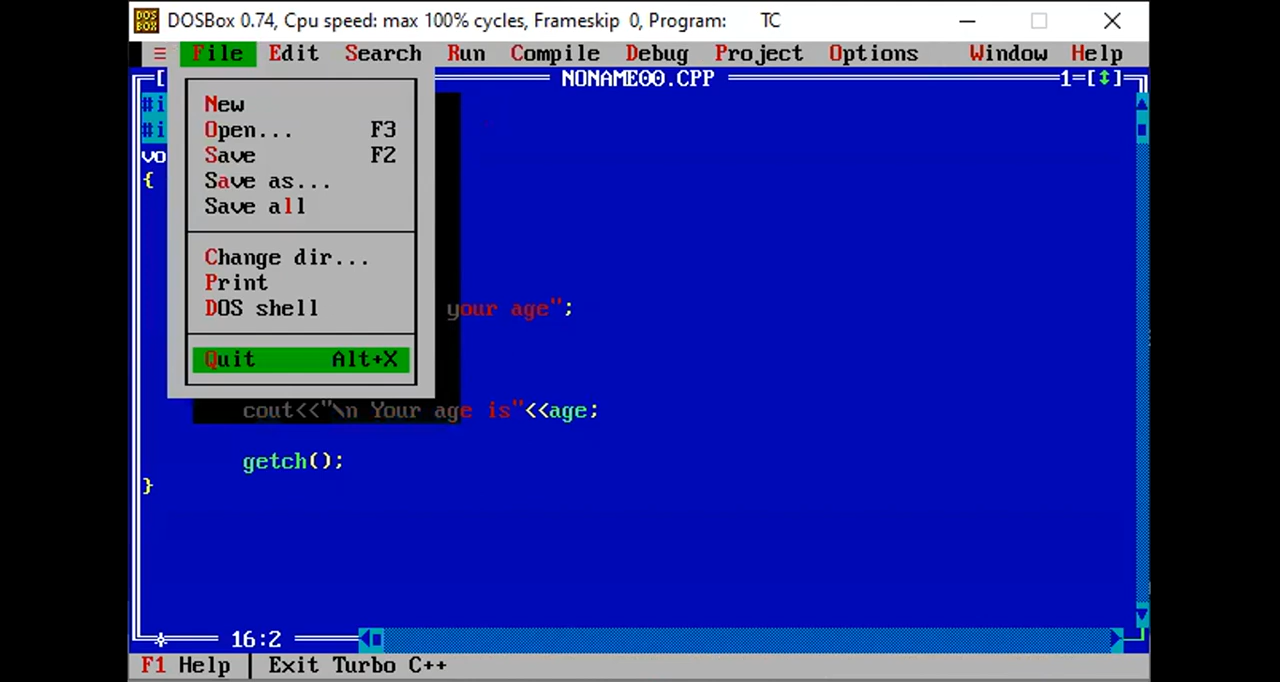 DOSBox 0.74, Cpu speed: max 100% cycles, Frameskip 0, Program: TC
≡ File Edit Search Run Compile Debug Project Options Window Help
[ NONAME00.CPP 1=[↕]
#i
#i
vo
{
New
Open... F3
Save F2
Save as...
Save all
Change dir...
Print
DOS shell
Quit Alt+X
your age";
cout<<"\n Your age is"<<age;
getch();
}
16:2
F1 Help | Exit Turbo C++